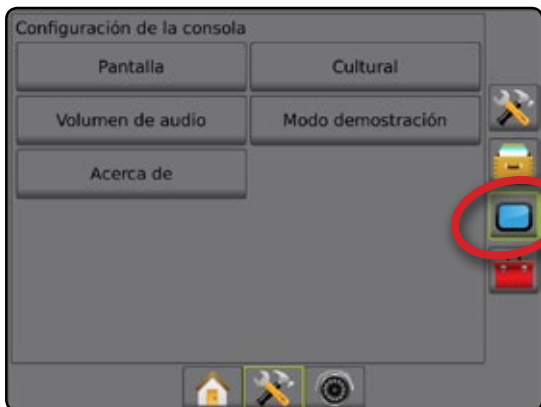 Configuración de la consola
Pantalla
Cultural
Volumen de audio
Modo demostración
Acerca de